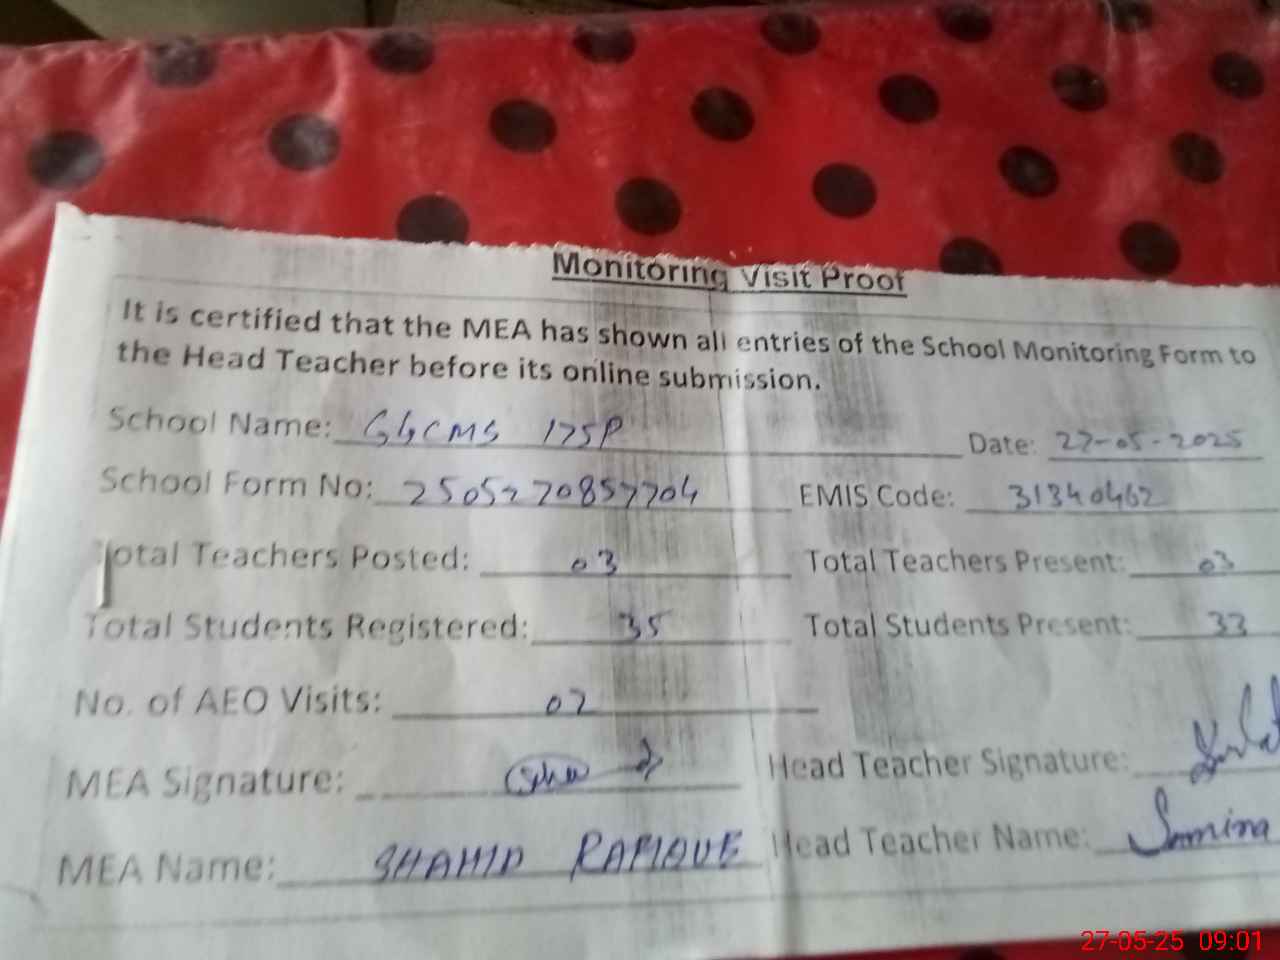 Monitoring Visit Proof
It is certified that the MEA has shown all entries of the School Monitoring Form to
the Head Teacher before its online submission.
School Name: GGCMS 175P Date: 27-05-2025
School Form No: 2505270857704 EMIS Code: 31340462
Total Teachers Posted: 03 Total Teachers Present: 03
Total Students Registered: 35 Total Students Present: 33
No. of AEO Visits: 02
MEA Signature: Head Teacher Signature:
MEA Name: SHAHID RAFIQUE Head Teacher Name: Samina
27-05-25 09:01